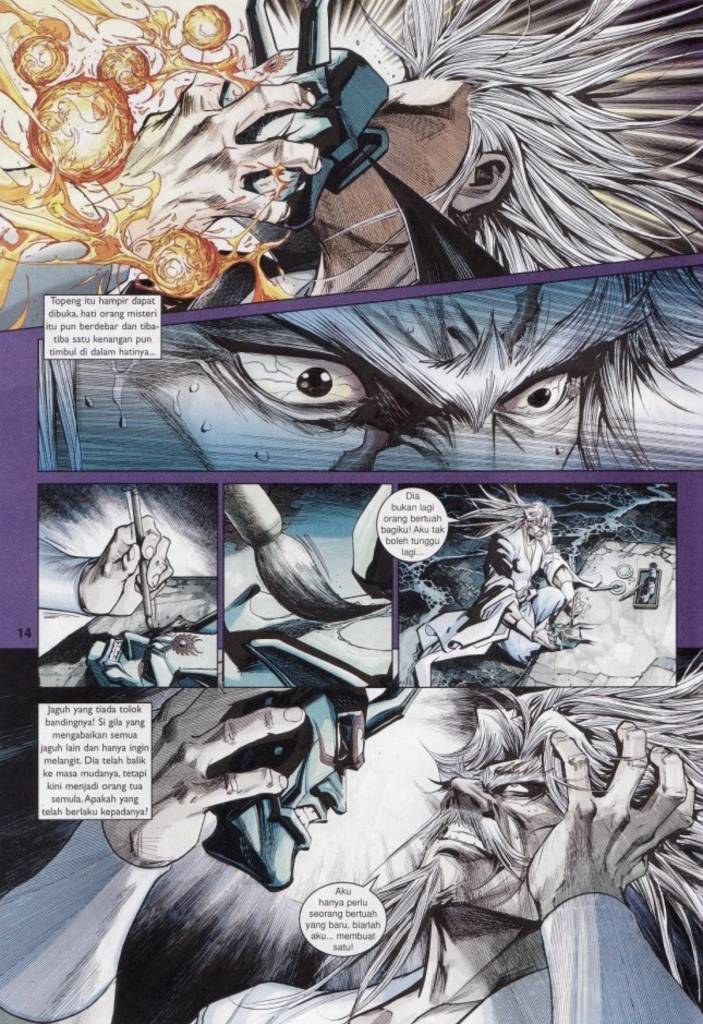 Topeng itu hampir dapat
dibuka, hati orang misteri
itu pun berdebar dan tiba-
tiba satu kenangan pun
timbul di dalam hatinya...
Dia
bukan lagi
orang bertuah
bagiku! Aku tak
boleh tunggu
lagi...
14
Jaguh yang tiada tolok
bandingnya! Si gila yang
mengabaikan semua
jaguh lain dan hanya ingin
melangit. Dia telah balik
ke masa mudanya, tetapi
kini menjadi orang tua
semula. Apakah yang
telah berlaku kepadanya?
Aku
hanya perlu
seorang bertuah
yang baru, biarlah
aku... membuat
satu!